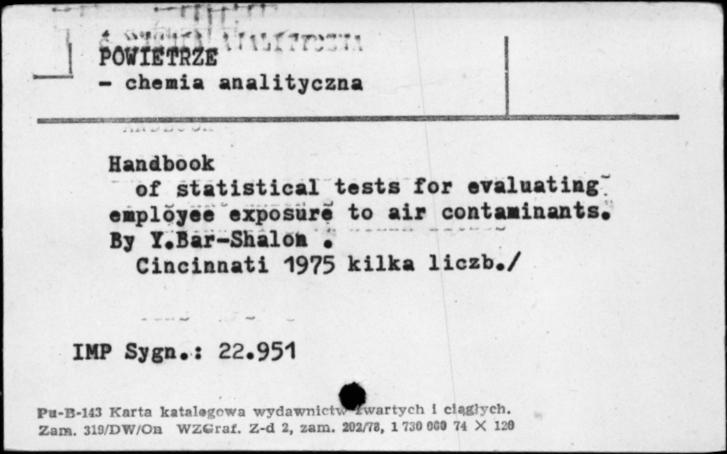 POWIETRZE
- chemia analityczna
Handbook
of statistical tests for evaluating
employee exposure to air contaminants.
By Y.Bar-Shalom .
Cincinnati 1975 kilka liczb./
IMP Sygn.: 22.951
Pu-B-143 Karta katalogowa wydawnictw zwartych i ciągłych.
Zam. 319/DW/On WZGraf. Z-d 2, zam. 202/78, 1 730 000 74 X 120